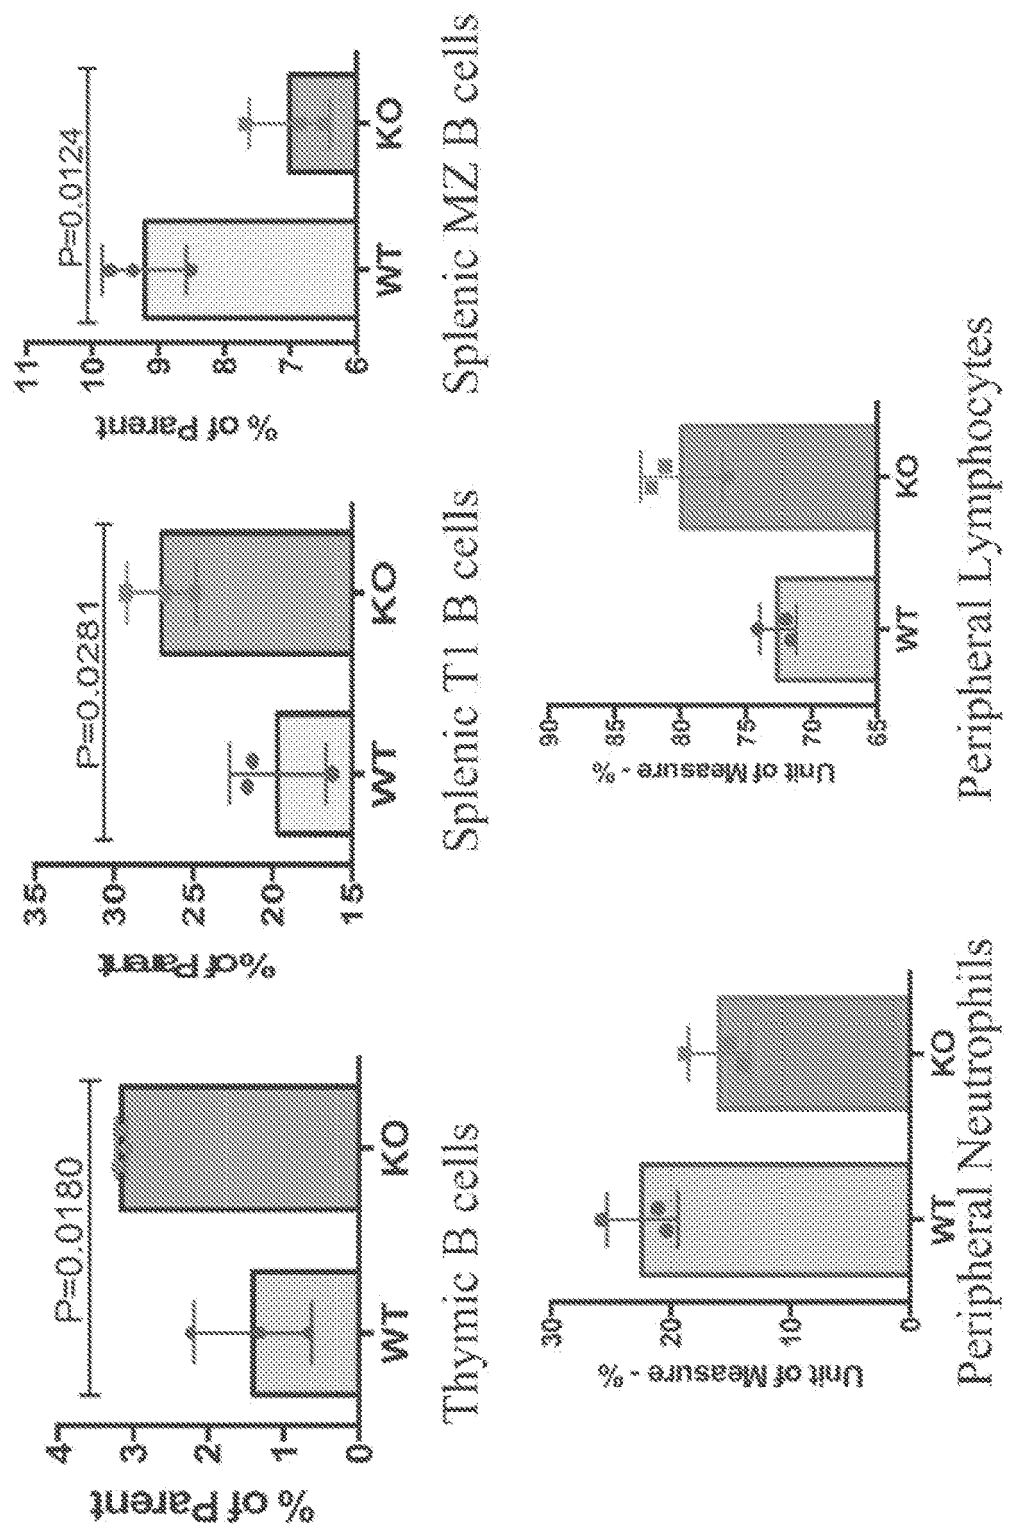 P=0.0180
4
3
2
1
0
% of Parent
WT
KO
Thymic B cells
P=0.0281
35
30
25
20
15
% of Parent
WT
KO
Splenic T1 B cells
P=0.0124
11
10
9
8
7
6
% of Parent
WT
KO
Splenic MZ B cells
30
20
10
0
Unit of Measure - %
WT
KO
Peripheral Neutrophils
90
85
80
75
70
65
Unit of Measure - %
WT
KO
Peripheral Lymphocytes